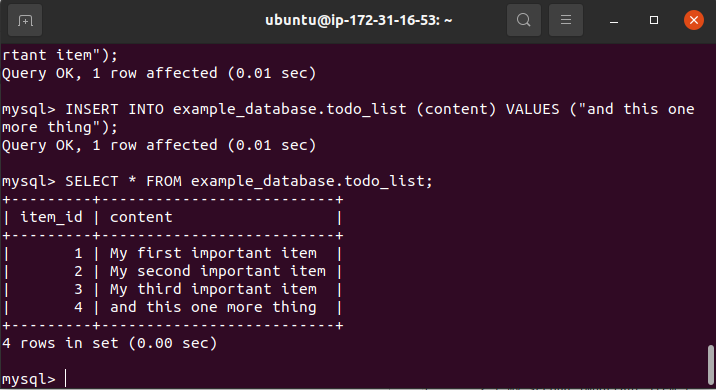 ubuntu@ip-172-31-16-53: ~
rtant item");
Query OK, 1 row affected (0.01 sec)
mysql> INSERT INTO example_database.todo_list (content) VALUES ("and this one
more thing");
Query OK, 1 row affected (0.01 sec)
mysql> SELECT * FROM example_database.todo_list;
+---------+--------------------------+
| item_id | content                  |
+---------+--------------------------+
|       1 | My first important item  |
|       2 | My second important item |
|       3 | My third important item  |
|       4 | and this one more thing  |
+---------+--------------------------+
4 rows in set (0.00 sec)
mysql>